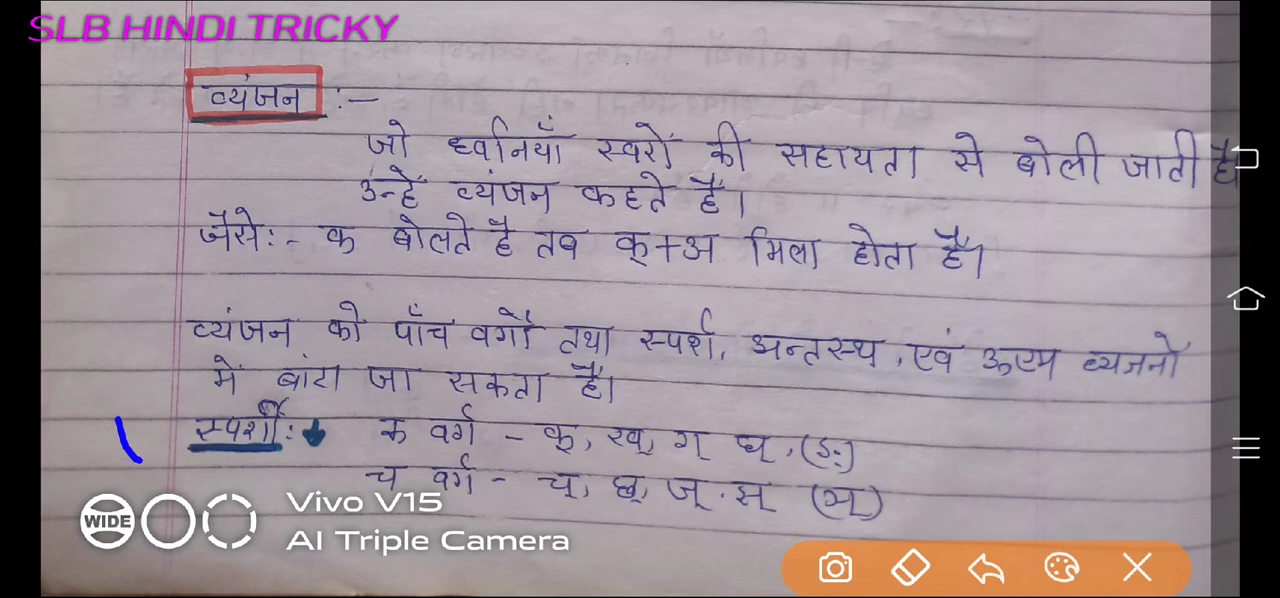 SLB HINDI TRICKY
व्यंजन :-
जो ध्वनियाँ स्वरों की सहायता से बोली जाती है
उन्हें व्यंजन कहते हैं।
जैसे:- क बोलते है तब क्+अ मिला होता है।
व्यंजन को पाँच वर्गों तथा स्पर्श, अन्तस्थ, एवं ऊष्म व्यजनों
में बांटा जा सकता है।
स्पर्शी: ↓ क वर्ग - क्, ख्, ग् घ्, (ङ्)
च वर्ग - च्, छ्, ज्, झ् (ञ्)
WIDE
Vivo V15
AI Triple Camera